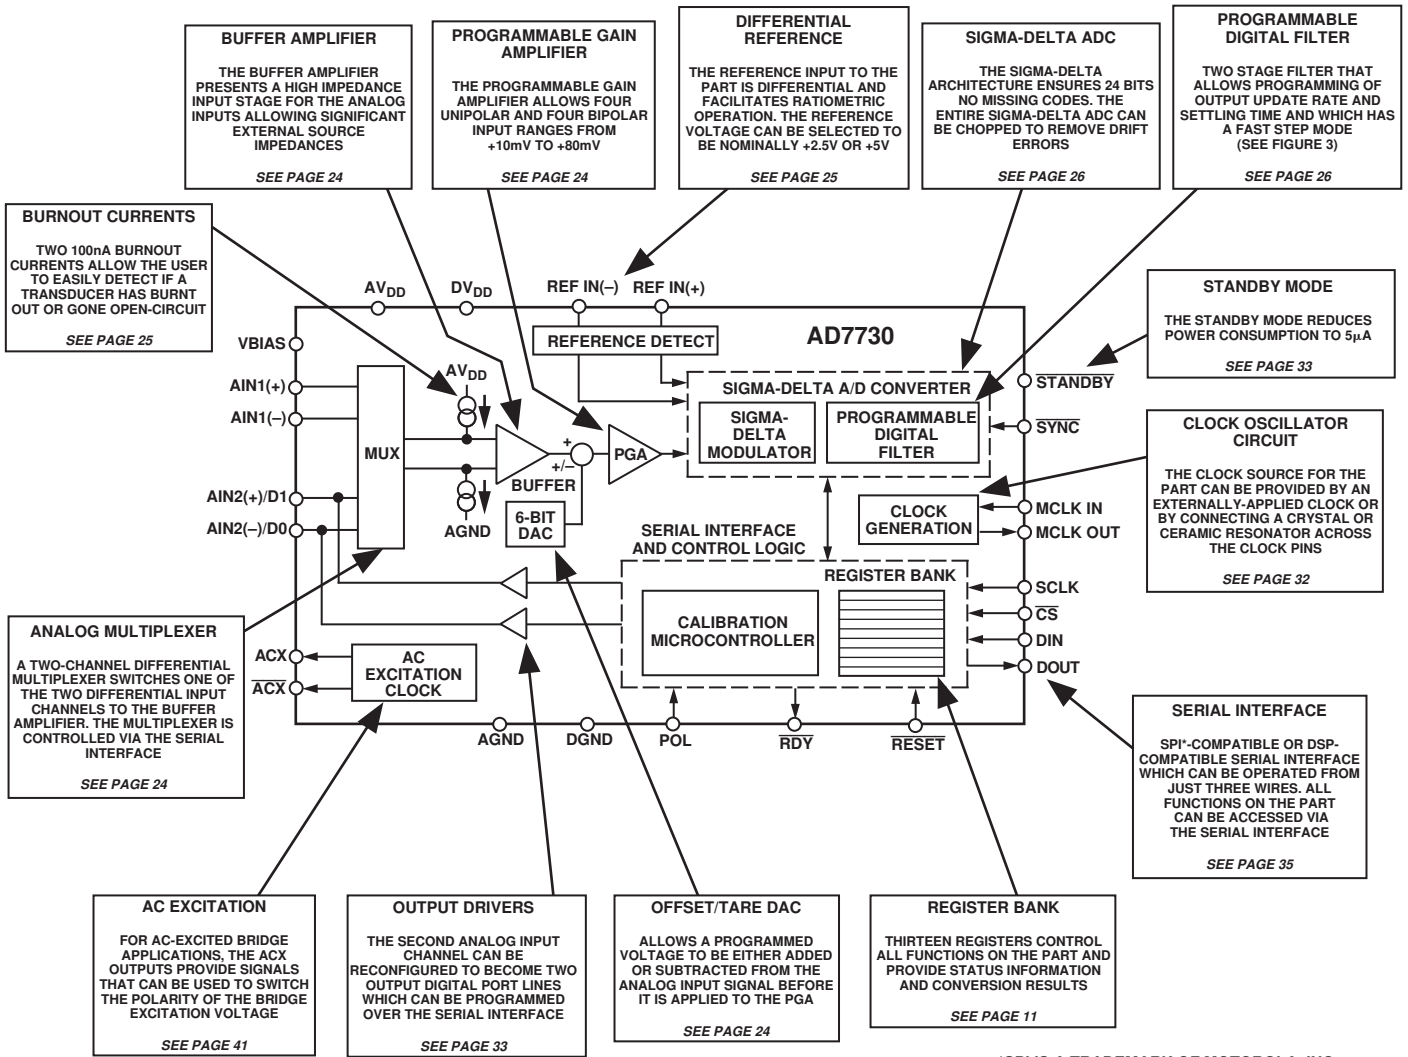 BUFFER AMPLIFIER
THE BUFFER AMPLIFIER
PRESENTS A HIGH IMPEDANCE
INPUT STAGE FOR THE ANALOG
INPUTS ALLOWING SIGNIFICANT
EXTERNAL SOURCE
IMPEDANCES
SEE PAGE 24
PROGRAMMABLE GAIN
AMPLIFIER
THE PROGRAMMABLE GAIN
AMPLIFIER ALLOWS FOUR
UNIPOLAR AND FOUR BIPOLAR
INPUT RANGES FROM
+10mV TO +80mV
SEE PAGE 24
DIFFERENTIAL
REFERENCE
THE REFERENCE INPUT TO THE
PART IS DIFFERENTIAL AND
FACILITATES RATIOMETRIC
OPERATION. THE REFERENCE
VOLTAGE CAN BE SELECTED TO
BE NOMINALLY +2.5V OR +5V
SEE PAGE 25
SIGMA-DELTA ADC
THE SIGMA-DELTA
ARCHITECTURE ENSURES 24 BITS
NO MISSING CODES. THE
ENTIRE SIGMA-DELTA ADC CAN
BE CHOPPED TO REMOVE DRIFT
ERRORS
SEE PAGE 26
PROGRAMMABLE
DIGITAL FILTER
TWO STAGE FILTER THAT
ALLOWS PROGRAMMING OF
OUTPUT UPDATE RATE AND
SETTLING TIME AND WHICH HAS
A FAST STEP MODE
(SEE FIGURE 3)
SEE PAGE 26
BURNOUT CURRENTS
TWO 100nA BURNOUT
CURRENTS ALLOW THE USER
TO EASILY DETECT IF A
TRANSDUCER HAS BURNT
OUT OR GONE OPEN-CIRCUIT
SEE PAGE 25
STANDBY MODE
THE STANDBY MODE REDUCES
POWER CONSUMPTION TO 5μA
SEE PAGE 33
AVDD
DVDD
REF IN(–)
REF IN(+)
REFERENCE DETECT
AD7730
VBIAS
AIN1(+)
AIN1(–)
AIN2(+)/D1
AIN2(–)/D0
MUX
AVDD
AGND
BUFFER
+
+/–
6-BIT
DAC
PGA
SIGMA-DELTA A/D CONVERTER
SIGMA-
DELTA
MODULATOR
PROGRAMMABLE
DIGITAL
FILTER
STANDBY
SYNC
CLOCK
GENERATION
MCLK IN
MCLK OUT
CLOCK OSCILLATOR
CIRCUIT
THE CLOCK SOURCE FOR THE
PART CAN BE PROVIDED BY AN
EXTERNALLY-APPLIED CLOCK OR
BY CONNECTING A CRYSTAL OR
CERAMIC RESONATOR ACROSS
THE CLOCK PINS
SEE PAGE 32
SERIAL INTERFACE
AND CONTROL LOGIC
REGISTER BANK
CALIBRATION
MICROCONTROLLER
SCLK
CS
DIN
DOUT
ANALOG MULTIPLEXER
A TWO-CHANNEL DIFFERENTIAL
MULTIPLEXER SWITCHES ONE OF
THE TWO DIFFERENTIAL INPUT
CHANNELS TO THE BUFFER
AMPLIFIER. THE MULTIPLEXER IS
CONTROLLED VIA THE SERIAL
INTERFACE
SEE PAGE 24
ACX
ACX
AC
EXCITATION
CLOCK
AGND
DGND
POL
RDY
RESET
SERIAL INTERFACE
SPI*-COMPATIBLE OR DSP-
COMPATIBLE SERIAL INTERFACE
WHICH CAN BE OPERATED FROM
JUST THREE WIRES. ALL
FUNCTIONS ON THE PART
CAN BE ACCESSED VIA
THE SERIAL INTERFACE
SEE PAGE 35
AC EXCITATION
FOR AC-EXCITED BRIDGE
APPLICATIONS, THE ACX
OUTPUTS PROVIDE SIGNALS
THAT CAN BE USED TO SWITCH
THE POLARITY OF THE BRIDGE
EXCITATION VOLTAGE
SEE PAGE 41
OUTPUT DRIVERS
THE SECOND ANALOG INPUT
CHANNEL CAN BE
RECONFIGURED TO BECOME TWO
OUTPUT DIGITAL PORT LINES
WHICH CAN BE PROGRAMMED
OVER THE SERIAL INTERFACE
SEE PAGE 33
OFFSET/TARE DAC
ALLOWS A PROGRAMMED
VOLTAGE TO BE EITHER ADDED
OR SUBTRACTED FROM THE
ANALOG INPUT SIGNAL BEFORE
IT IS APPLIED TO THE PGA
SEE PAGE 24
REGISTER BANK
THIRTEEN REGISTERS CONTROL
ALL FUNCTIONS ON THE PART AND
PROVIDE STATUS INFORMATION
AND CONVERSION RESULTS
SEE PAGE 11